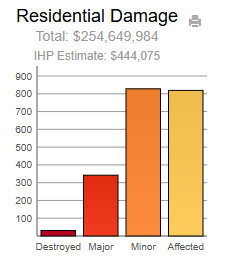 Residential Damage
Total: $254,649,984
IHP Estimate: $444,075
900
800
700
600
500
400
300
200
100
Destroyed Major Minor Affected